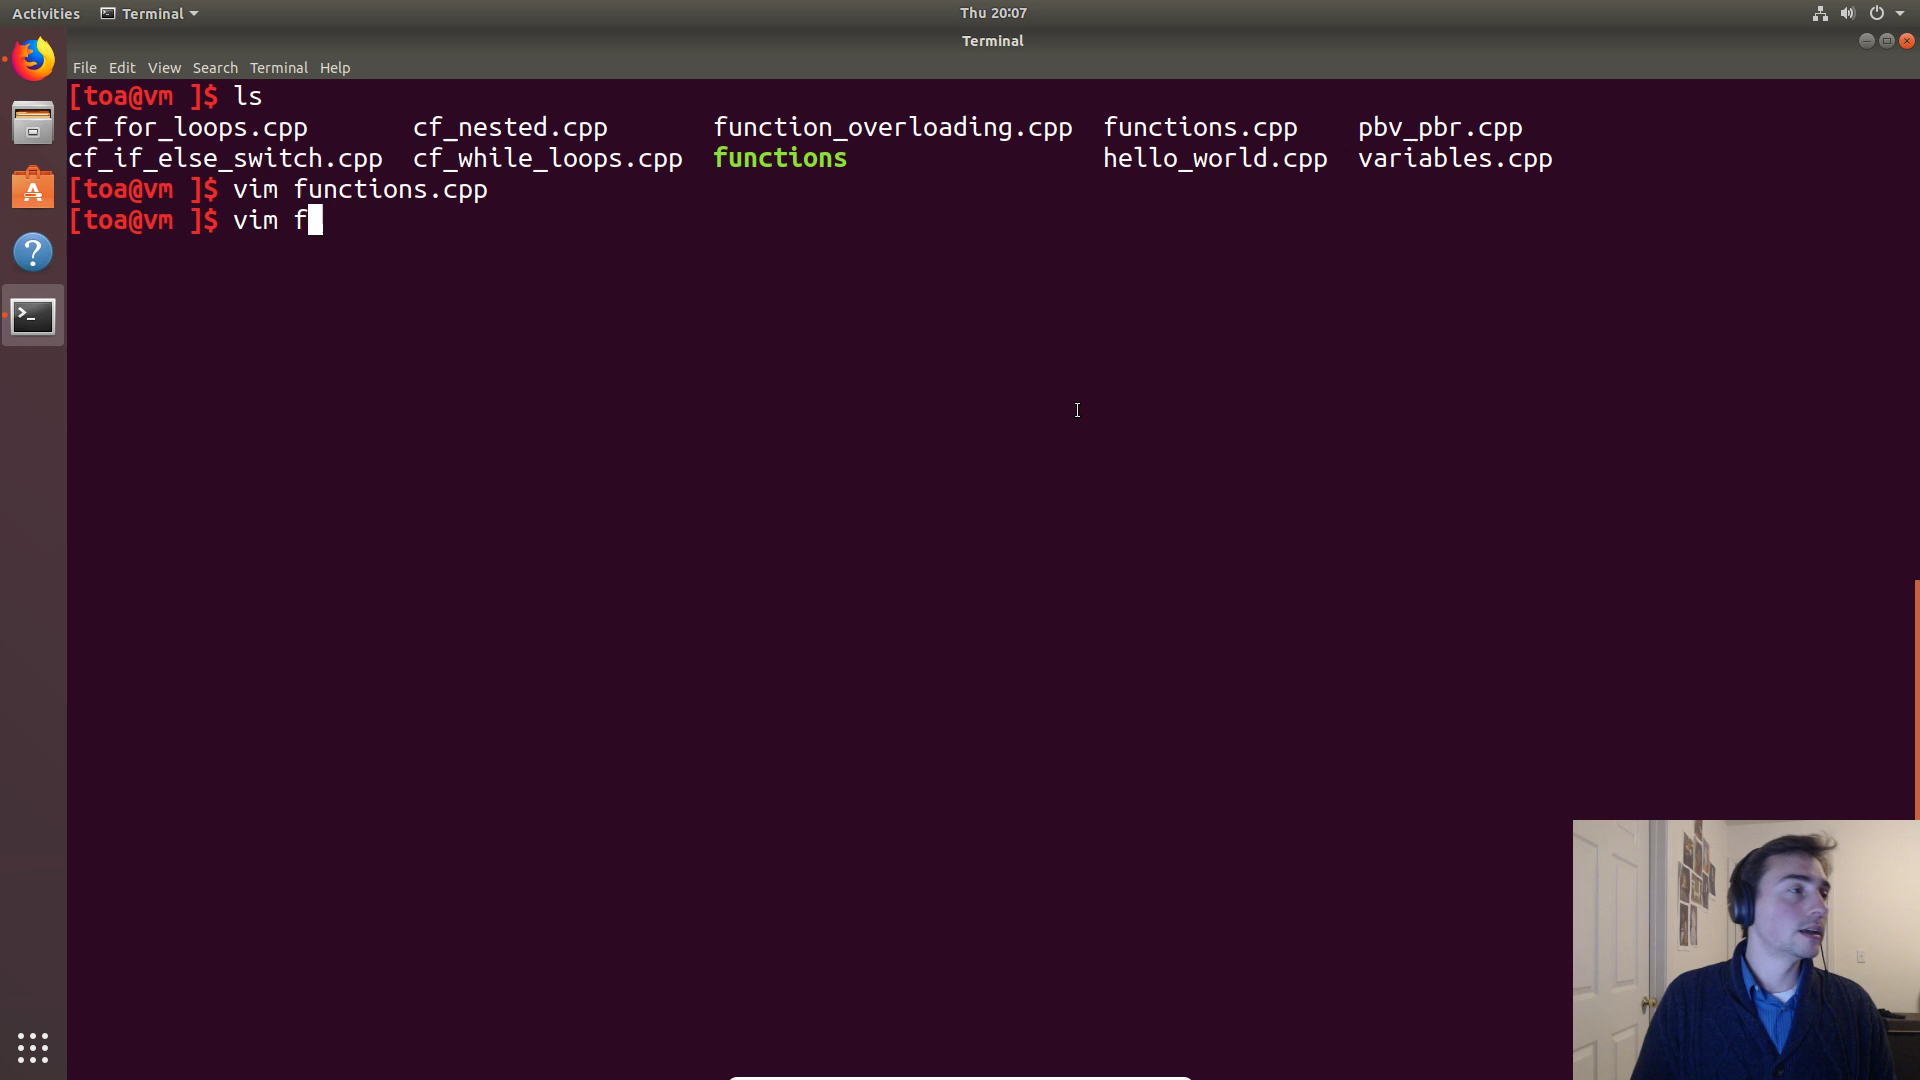 Activities Terminal Thu 20:07
Terminal
File Edit View Search Terminal Help
[toa@vm ]$ ls
cf_for_loops.cpp cf_nested.cpp function_overloading.cpp functions.cpp pbv_pbr.cpp
cf_if_else_switch.cpp cf_while_loops.cpp functions hello_world.cpp variables.cpp
[toa@vm ]$ vim functions.cpp
[toa@vm ]$ vim f